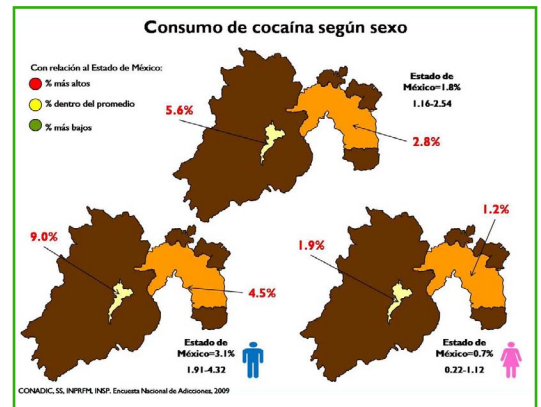 Consumo de cocaína según sexo
Con relación al Estado de México:
% más altos
% dentro del promedio
% más bajos
Estado de
México=1.8%
1.16-2.54
5.6%
2.8%
9.0%
4.5%
Estado de
México=3.1%
1.91-4.32
1.9%
1.2%
Estado de
México=0.7%
0.22-1.12
CONADIC, SS, INPRFM, INSP. Encuesta Nacional de Adicciones, 2009